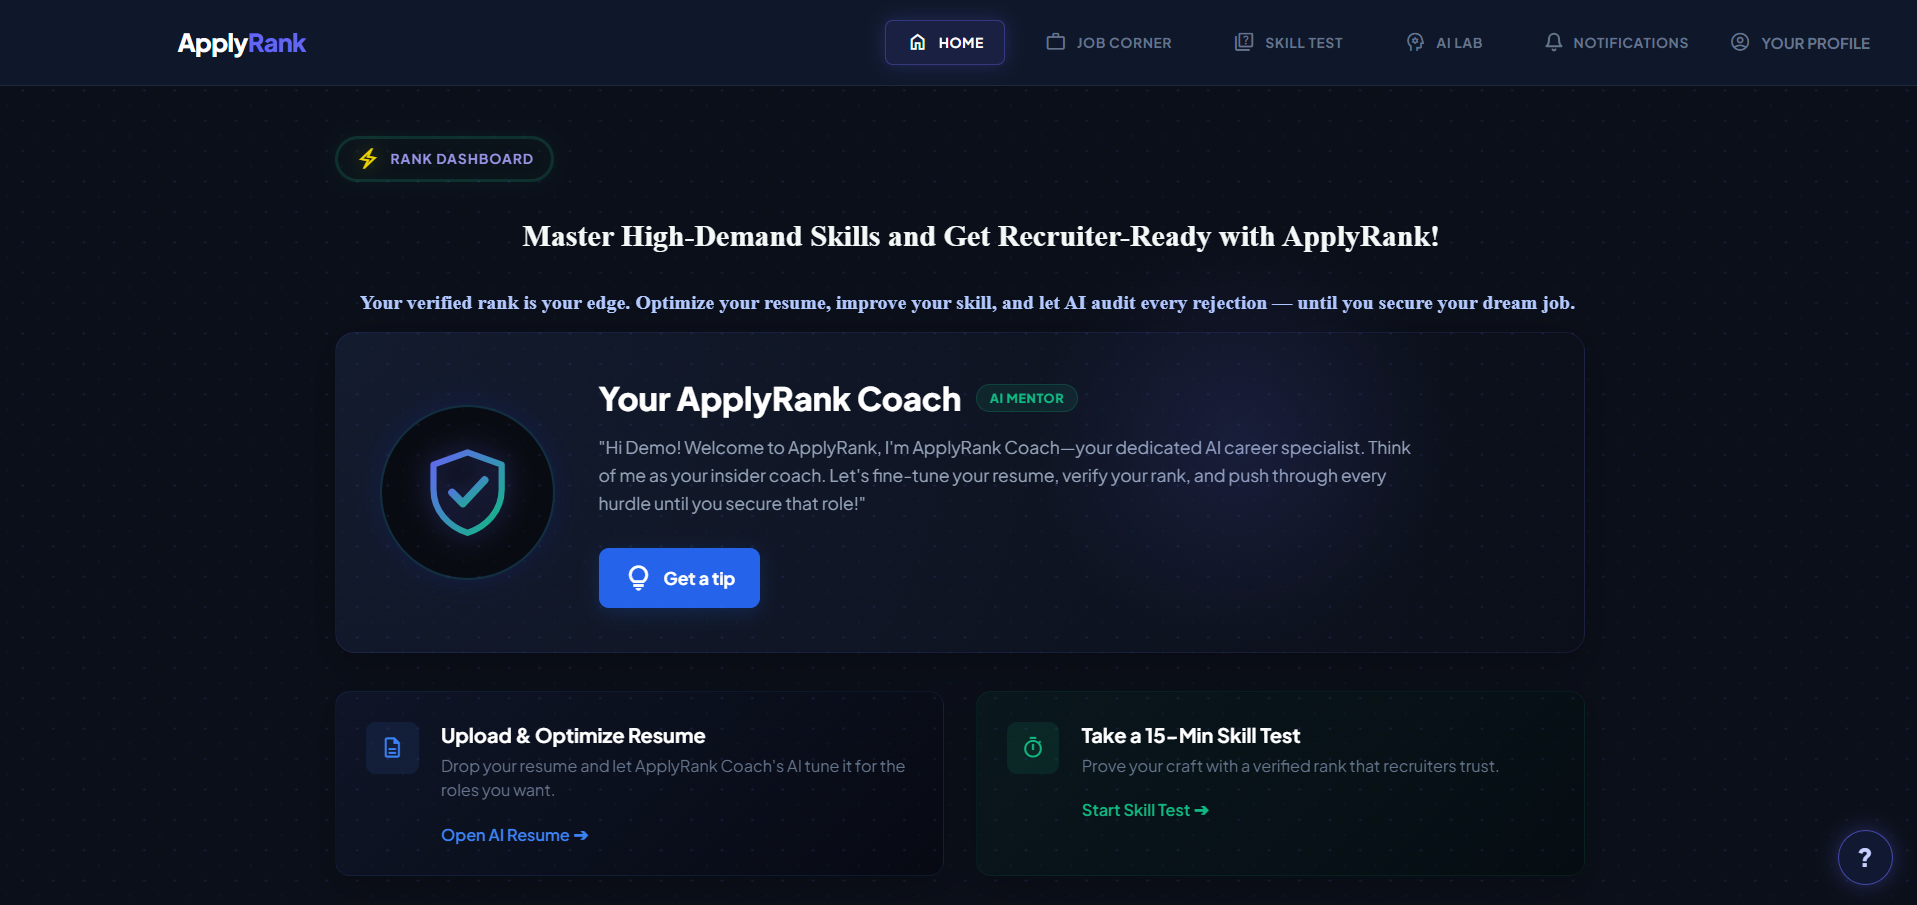 ApplyRank
HOME
JOB CORNER
SKILL TEST
AI LAB
NOTIFICATIONS
YOUR PROFILE
RANK DASHBOARD
Master High-Demand Skills and Get Recruiter-Ready with ApplyRank!
Your verified rank is your edge. Optimize your resume, improve your skill, and let AI audit every rejection — until you secure your dream job.
Your ApplyRank Coach
AI MENTOR
"Hi Demo! Welcome to ApplyRank, I'm ApplyRank Coach—your dedicated AI career specialist. Think
of me as your insider coach. Let's fine-tune your resume, verify your rank, and push through every
hurdle until you secure that role!"
Get a tip
Upload & Optimize Resume
Drop your resume and let ApplyRank Coach's AI tune it for the
roles you want.
Open AI Resume ➔
Take a 15-Min Skill Test
Prove your craft with a verified rank that recruiters trust.
Start Skill Test ➔
?